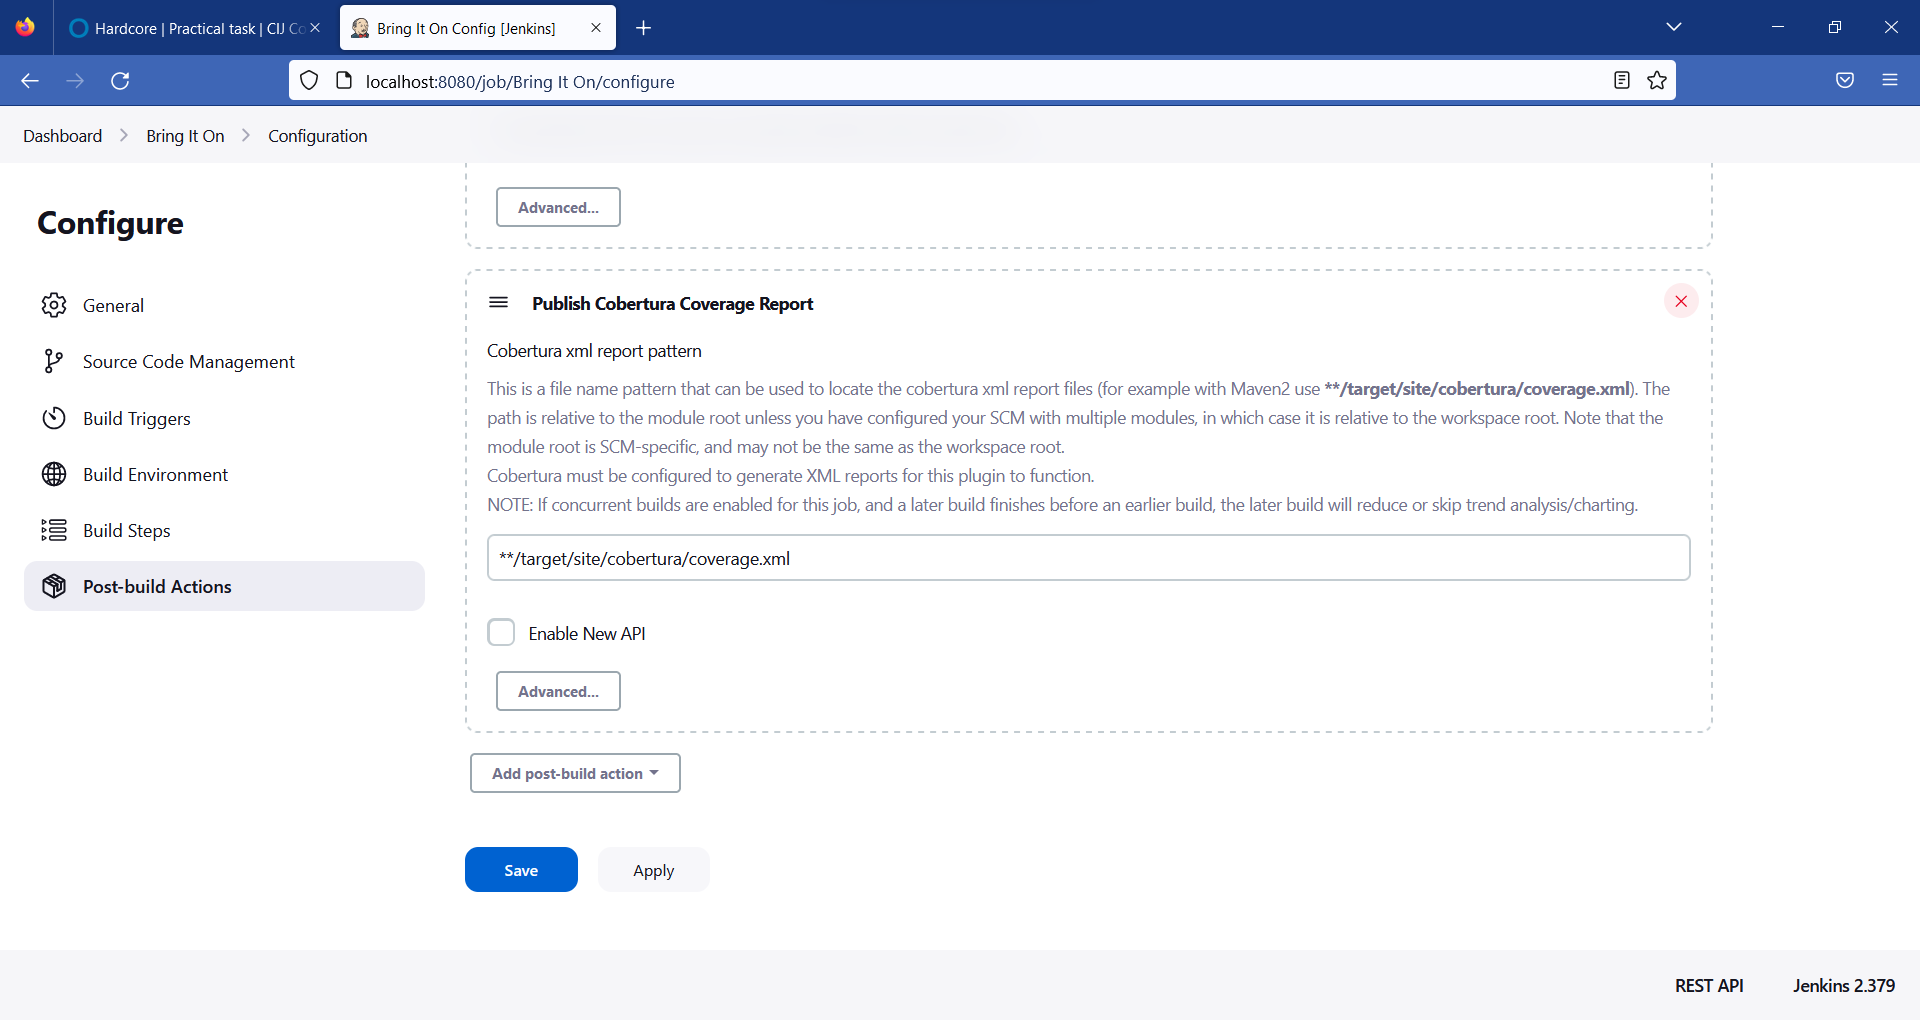 Hardcore | Practical task | CIJ Co
Bring It On Config [Jenkins]
localhost:8080/job/Bring It On/configure
Dashboard
Bring It On
Configuration
Configure
General
Source Code Management
Build Triggers
Build Environment
Build Steps
Post-build Actions
Advanced...
Publish Cobertura Coverage Report
Cobertura xml report pattern
This is a file name pattern that can be used to locate the cobertura xml report files (for example with Maven2 use **/target/site/cobertura/coverage.xml). The
path is relative to the module root unless you have configured your SCM with multiple modules, in which case it is relative to the workspace root. Note that the
module root is SCM-specific, and may not be the same as the workspace root.
Cobertura must be configured to generate XML reports for this plugin to function.
NOTE: If concurrent builds are enabled for this job, and a later build finishes before an earlier build, the later build will reduce or skip trend analysis/charting.
**/target/site/cobertura/coverage.xml
Enable New API
Advanced...
Add post-build action
Save
Apply
REST API
Jenkins 2.379